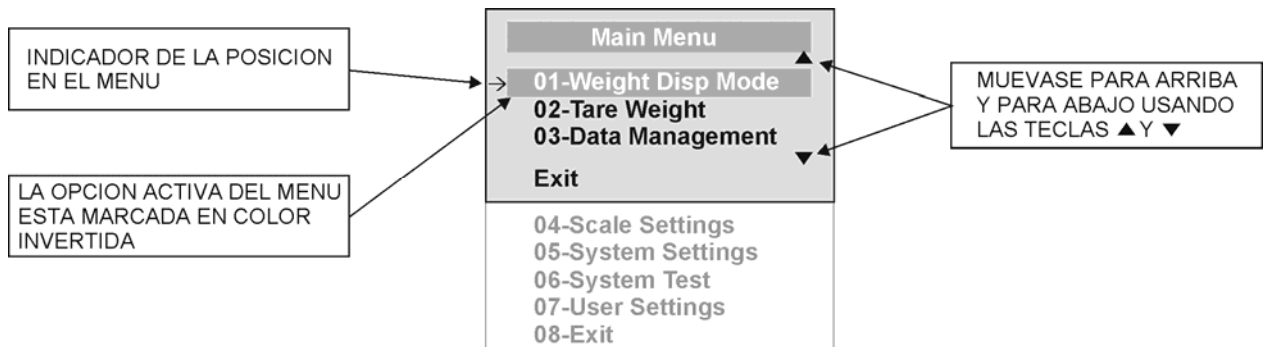 INDICADOR DE LA POSICION
EN EL MENU
LA OPCION ACTIVA DEL MENU
ESTA MARCADA EN COLOR
INVERTIDA
Main Menu
▲
→ 01-Weight Disp Mode
02-Tare Weight
03-Data Management
▼
Exit
04-Scale Settings
05-System Settings
06-System Test
07-User Settings
08-Exit
MUEVASE PARA ARRIBA
Y PARA ABAJO USANDO
LAS TECLAS ▲ Y ▼